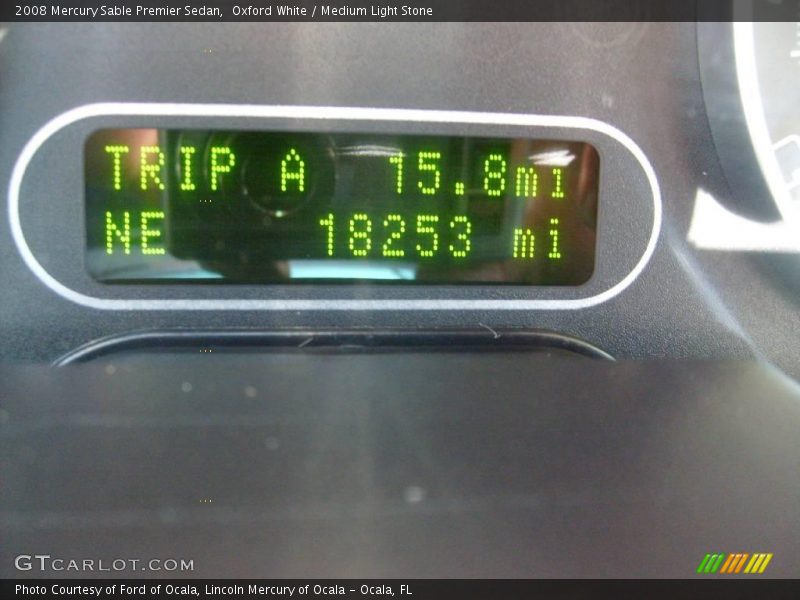 2008 Mercury Sable Premier Sedan,  Oxford White / Medium Light Stone
TRIP A 15.8mi
NE 18253 mi
GTCARLOT.COM
Photo Courtesy of Ford of Ocala, Lincoln Mercury of Ocala – Ocala, FL